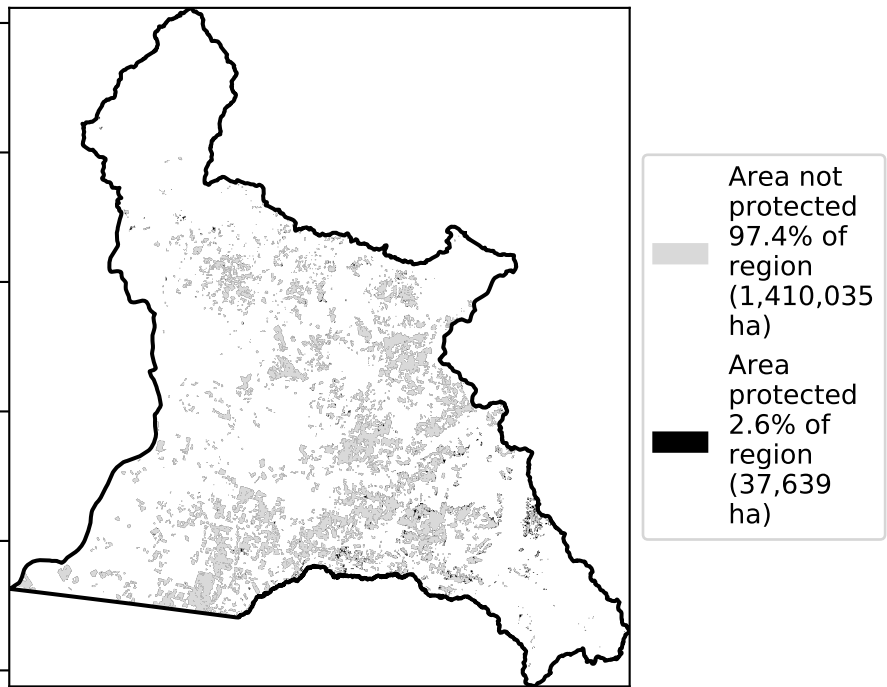 Area not
protected
97.4% of
region
(1,410,035
ha)
Area
protected
2.6% of
region
(37,639
ha)